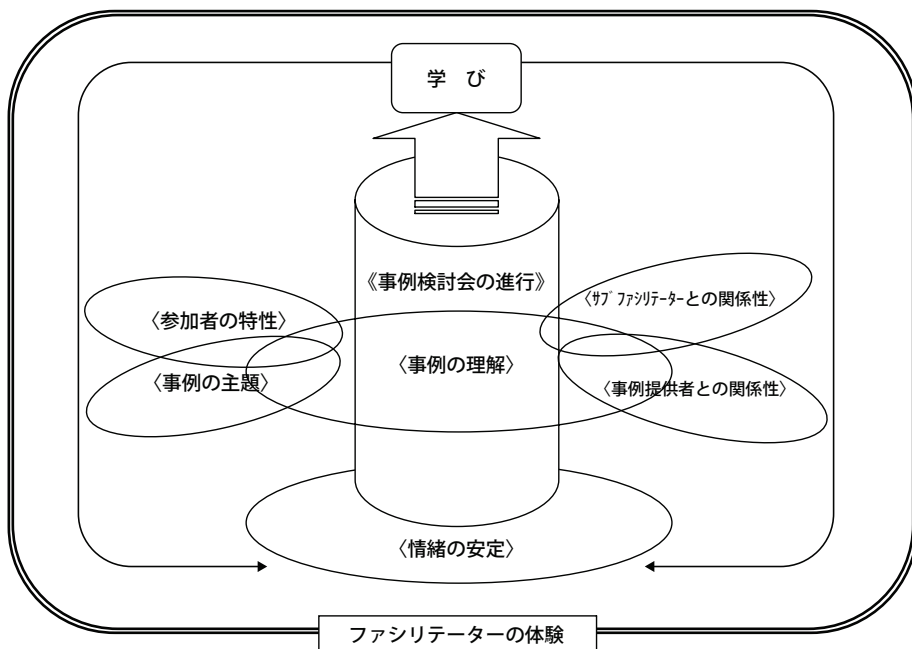 学 び
《事例検討会の進行》
〈サブファシリテーターとの関係性〉
〈参加者の特性〉
〈事例の理解〉
〈事例の主題〉
〈事例提供者との関係性〉
〈情緒の安定〉
ファシリテーターの体験